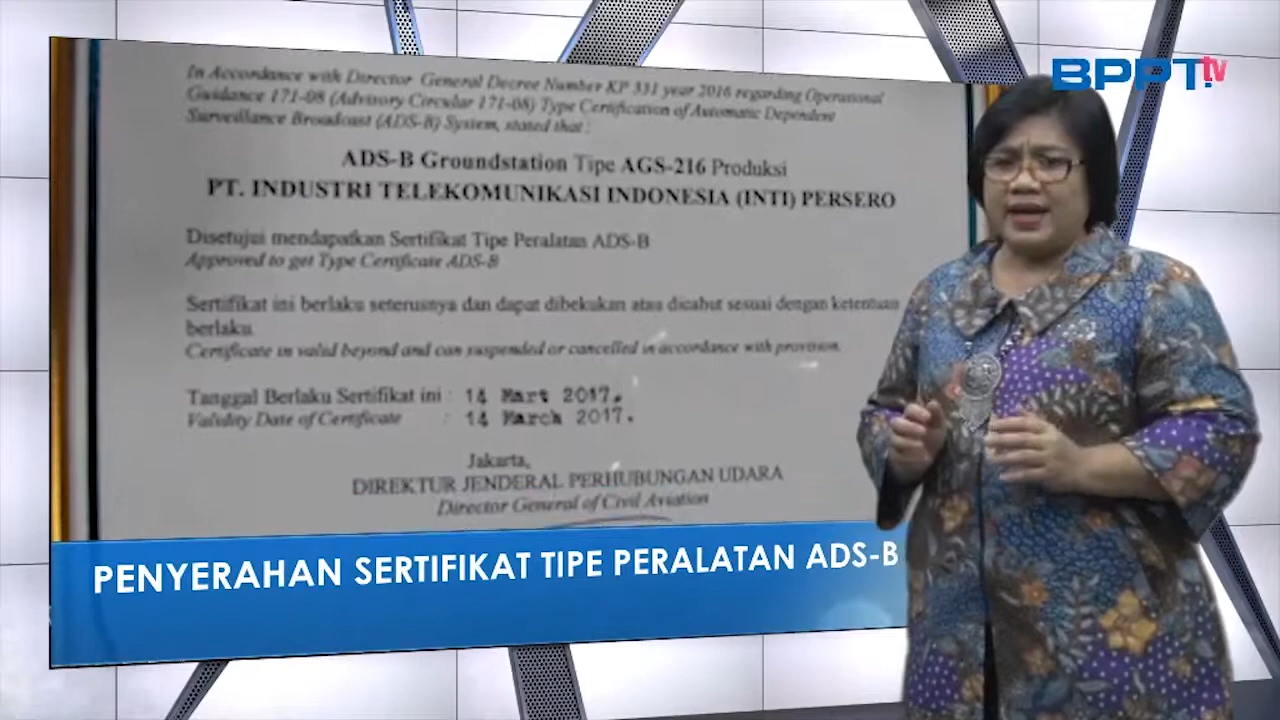 BPPT.tv
In Accordance with Director General Decree Number KP 331 year 2016 regarding Operational
Guidance 171-08 (Advisory Circular 171-08) Type Certification of Automatic Dependent
Surveillance Broadcast (ADS-B) System, stated that :
ADS-B Groundstation Tipe AGS-216 Produksi
PT. INDUSTRI TELEKOMUNIKASI INDONESIA (INTI) PERSERO
Disetujui mendapatkan Sertifikat Tipe Peralatan ADS-B
Approved to get Type Certificate ADS-B
Sertifikat ini berlaku seterusnya dan dapat dibekukan atau dicabut sesuai dengan ketentuan
berlaku
Certificate in valid beyond and can suspended or cancelled in accordance with provision.
Tanggal Berlaku Sertifikat ini : 14 Mart 2017.
Validity Date of Certificate : 14 March 2017.
Jakarta,
DIREKTUR JENDERAL PERHUBUNGAN UDARA
Director General of Civil Aviation
PENYERAHAN SERTIFIKAT TIPE PERALATAN ADS-B